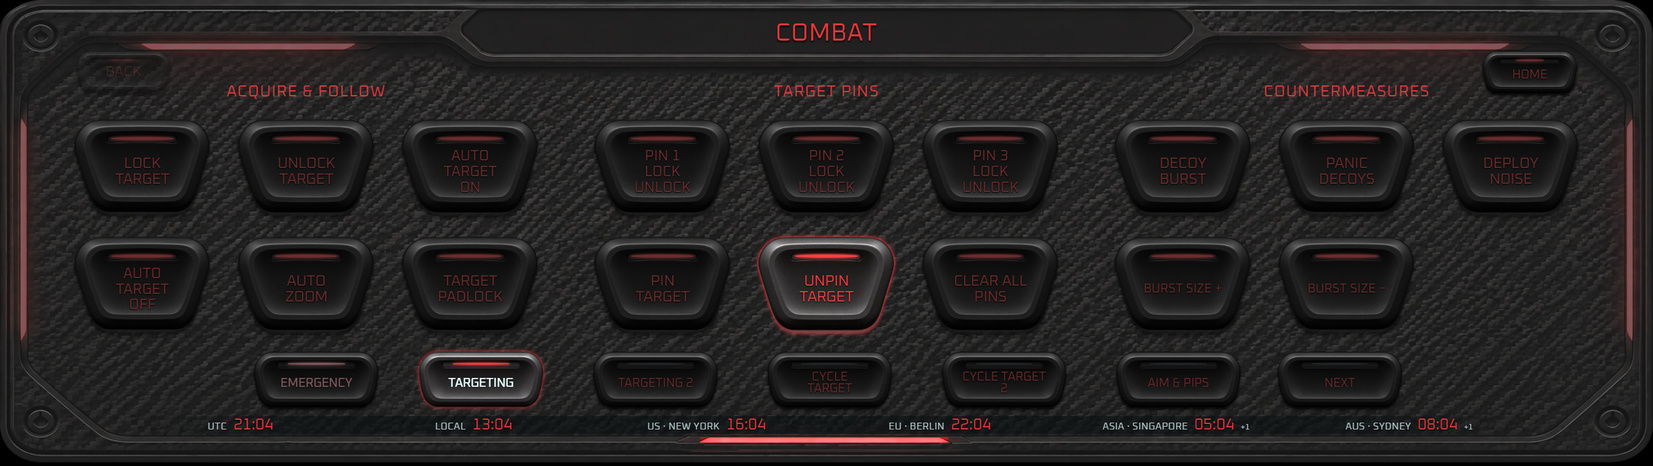 COMBAT
BACK
HOME
ACQUIRE & FOLLOW
TARGET PINS
COUNTERMEASURES
LOCK
TARGET
UNLOCK
TARGET
AUTO
TARGET
ON
PIN 1
LOCK
UNLOCK
PIN 2
LOCK
UNLOCK
PIN 3
LOCK
UNLOCK
DECOY
BURST
PANIC
DECOYS
DEPLOY
NOISE
AUTO
TARGET
OFF
AUTO
ZOOM
TARGET
PADLOCK
PIN
TARGET
UNPIN
TARGET
CLEAR ALL
PINS
BURST SIZE +
BURST SIZE -
EMERGENCY
TARGETING
TARGETING 2
CYCLE
TARGET
CYCLE TARGET
2
AIM & PIPS
NEXT
UTC 21:04
LOCAL 13:04
US · NEW YORK 16:04
EU · BERLIN 22:04
ASIA · SINGAPORE 05:04 +1
AUS · SYDNEY 08:04 +1